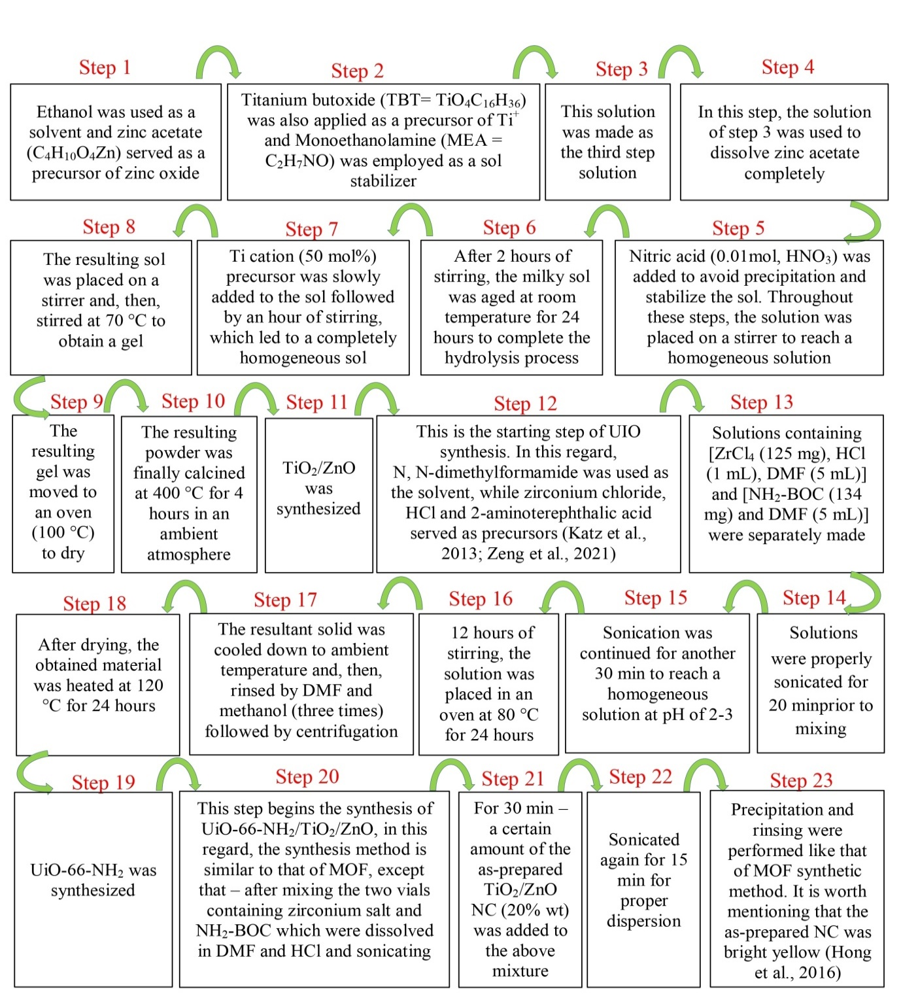 Step 1
Ethanol was used as a
solvent and zinc acetate
(C₄H₁₀O₄Zn) served as a
precursor of zinc oxide
Step 2
Titanium butoxide (TBT= TiO₄C₁₆H₃₆)
was also applied as a precursor of Ti⁺
and Monoethanolamine (MEA =
C₂H₇NO) was employed as a sol
stabilizer
Step 3
This solution
was made as
the third step
solution
Step 4
In this step, the solution
of step 3 was used to
dissolve zinc acetate
completely
Step 5
Nitric acid (0.01mol, HNO₃) was
added to avoid precipitation and
stabilize the sol. Throughout
these steps, the solution was
placed on a stirrer to reach a
homogeneous solution
Step 6
After 2 hours of
stirring, the milky sol
was aged at room
temperature for 24
hours to complete the
hydrolysis process
Step 7
Ti cation (50 mol%)
precursor was slowly
added to the sol followed
by an hour of stirring,
which led to a completely
homogeneous sol
Step 8
The resulting sol
was placed on a
stirrer and, then,
stirred at 70 °C to
obtain a gel
Step 9
The
resulting
gel was
moved to
an oven
(100 °C)
to dry
Step 10
The resulting
powder was
finally calcined
at 400 °C for 4
hours in an
ambient
atmosphere
Step 11
TiO₂/ZnO
was
synthesized
Step 12
This is the starting step of UIO
synthesis. In this regard,
N, N-dimethylformamide was used as
the solvent, while zirconium chloride,
HCl and 2-aminoterephthalic acid
served as precursors (Katz et al.,
2013; Zeng et al., 2021)
Step 13
Solutions containing
[ZrCl₄ (125 mg), HCl
(1 mL), DMF (5 mL)]
and [NH₂-BOC (134
mg) and DMF (5 mL)]
were separately made
Step 14
Solutions
were properly
sonicated for
20 minprior to
mixing
Step 15
Sonication was
continued for another
30 min to reach a
homogeneous
solution at pH of 2-3
Step 16
12 hours of
stirring, the
solution was
placed in an
oven at 80 °C
for 24 hours
Step 17
The resultant solid was
cooled down to ambient
temperature and, then,
rinsed by DMF and
methanol (three times)
followed by centrifugation
Step 18
After drying, the
obtained material
was heated at 120
°C for 24 hours
Step 19
UiO-66-NH₂ was
synthesized
Step 20
This step begins the synthesis of
UiO-66-NH₂/TiO₂/ZnO, in this
regard, the synthesis method is
similar to that of MOF, except
that – after mixing the two vials
containing zirconium salt and
NH₂-BOC which were dissolved
in DMF and HCl and sonicating
Step 21
For 30 min –
a certain
amount of the
as-prepared
TiO₂/ZnO
NC (20% wt)
was added to
the above
mixture
Step 22
Sonicated
again for 15
min for
proper
dispersion
Step 23
Precipitation and
rinsing were
performed like that
of MOF synthetic
method. It is worth
mentioning that the
as-prepared NC was
bright yellow (Hong
et al., 2016)